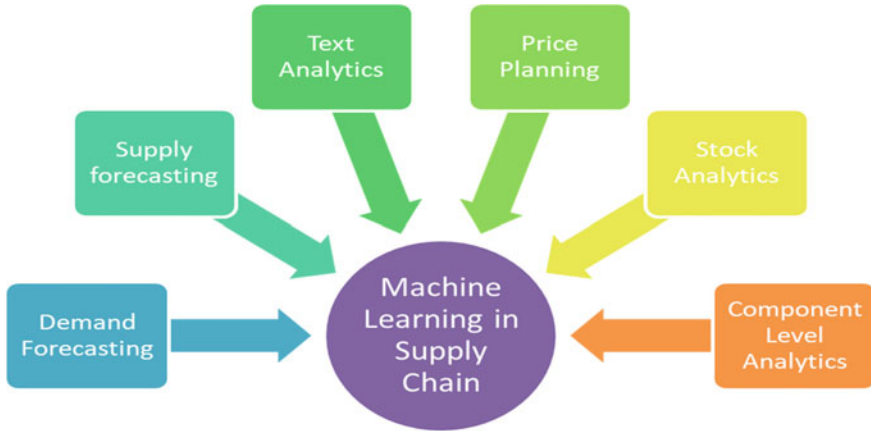 Text
Analytics
Price
Planning
Supply
forecasting
Stock
Analytics
Demand
Forecasting
Machine
Learning in
Supply
Chain
Component
Level
Analytics